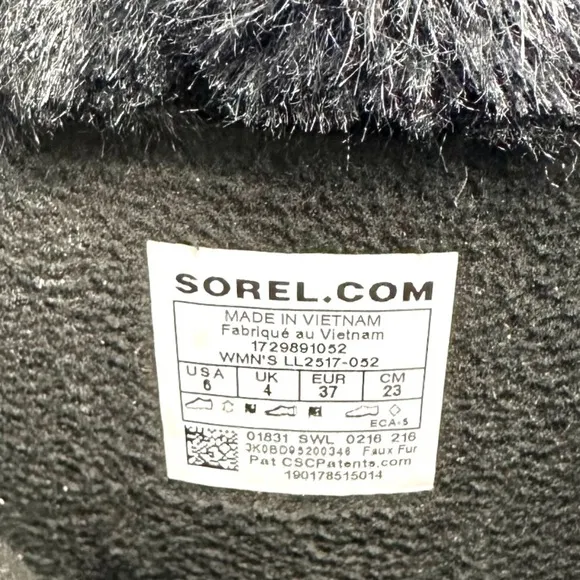 SOREL.COM
MADE IN VIETNAM
Fabriqué au Vietnam
1729891052
WMN'S LL2517-052
USA UK EUR CM
6 4 37 23
ECA-5
01831 SWL 0216 216
JK0BD95200346 Faux Fur
Pat CSCPatents.com
190178515014